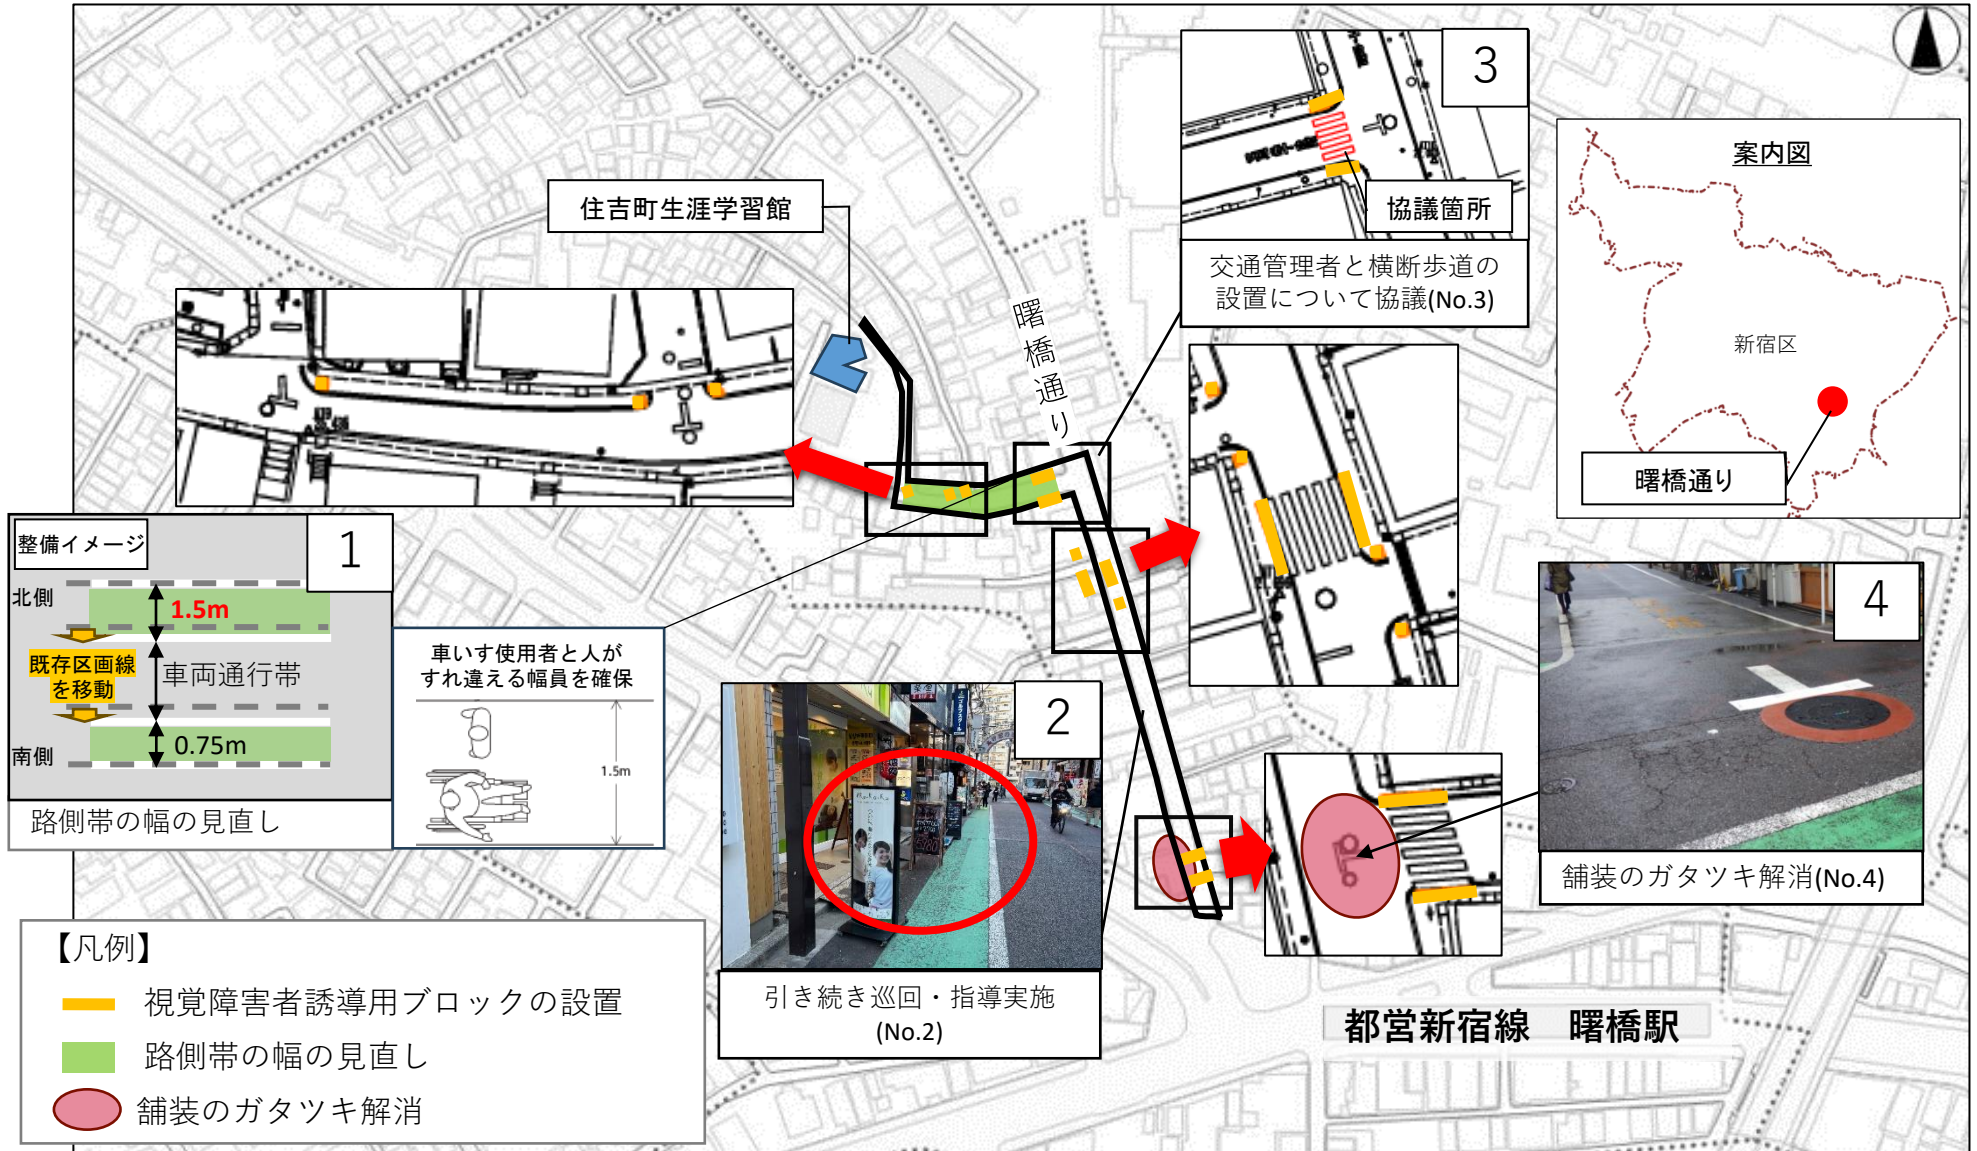 3
協議箇所
交通管理者と横断歩道の
設置について協議(No.3)
案内図
新宿区
曙橋通り
住吉町生涯学習館
曙橋通り
整備イメージ
1
北側
1.5m
既存区画線
を移動
車両通行帯
0.75m
南側
路側帯の幅の見直し
車いす使用者と人が
すれ違える幅員を確保
1.5m
2
引き続き巡回・指導実施
(No.2)
4
舗装のガタツキ解消(No.4)
都営新宿線 曙橋駅
【凡例】
視覚障害者誘導用ブロックの設置
路側帯の幅の見直し
舗装のガタツキ解消